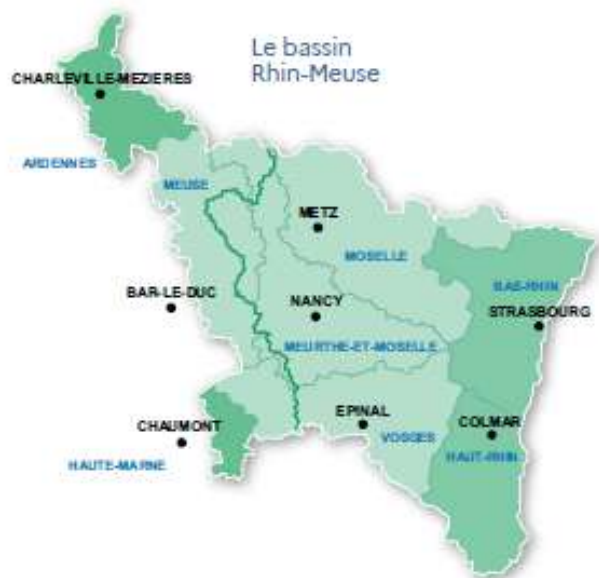 Le bassin
Rhin-Meuse
CHARLEVILLE-MEZIERES
ARDENNES
MEUSE
METZ
MOSELLE
BAS-RHIN
BAR-LE-DUC
NANCY
STRASBOURG
MEURTHE-ET-MOSELLE
EPINAL
CHAUMONT
VOSGES
COLMAR
HAUTE-MARNE
HAUT-RHIN